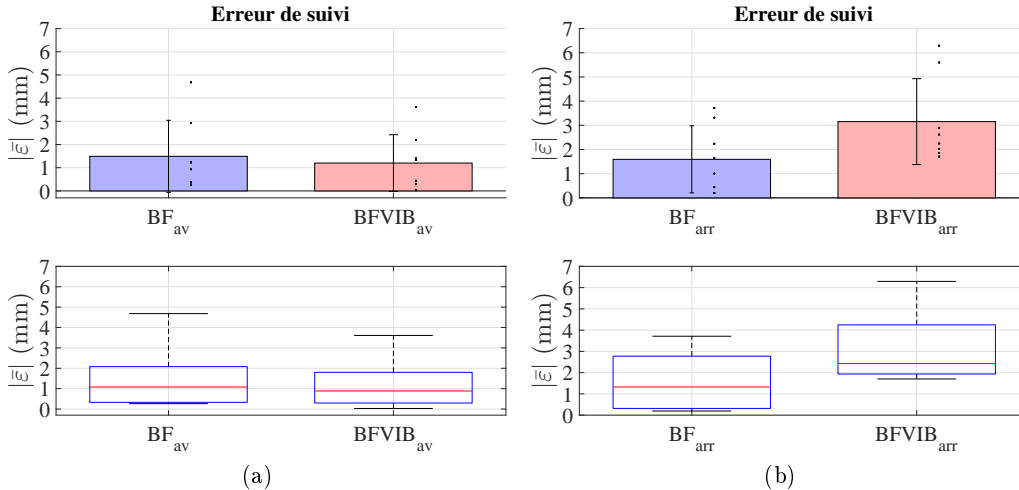 Erreur de suivi
7
6
5
4
3
2
1
0
|ε̄| (mm)
BF_av
BFVIB_av
7
6
5
4
3
2
1
0
|ε̄| (mm)
BF_av
BFVIB_av
(a)
Erreur de suivi
7
6
5
4
3
2
1
0
|ε̄| (mm)
BF_arr
BFVIB_arr
7
6
5
4
3
2
1
0
|ε̄| (mm)
BF_arr
BFVIB_arr
(b)